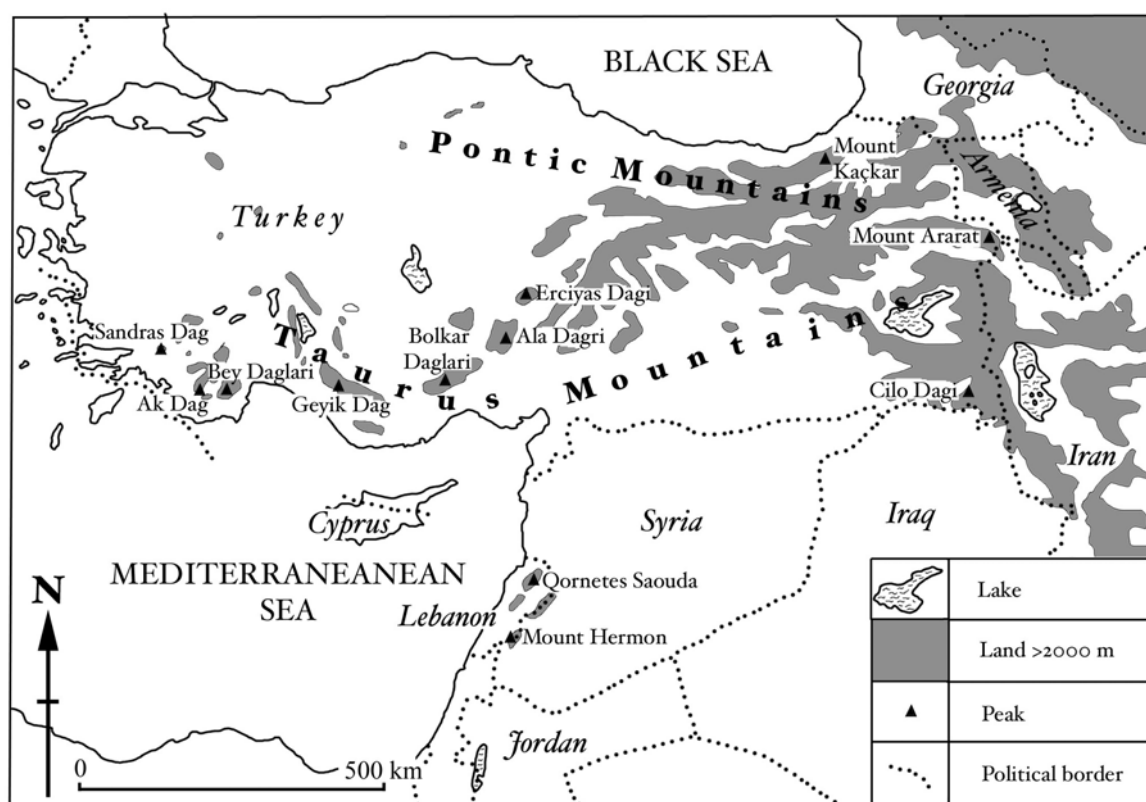 BLACK SEA
Georgia
Pontic Mountains
Mount
Kaçkar
Armenia
Turkey
Mount Ararat
Erciyas Dagi
Sandras Dag
Bolkar
Daglari
Ala Dagri
Taurus Mountains
Bey Daglari
Ak Dag
Geyik Dag
Cilo Dagi
Iran
Cyprus
Syria
Iraq
MEDITERRANEANEAN
SEA
Qornetes Saouda
Lebanon
Mount Hermon
Jordan
N
0
500 km
Lake
Land >2000 m
Peak
Political border